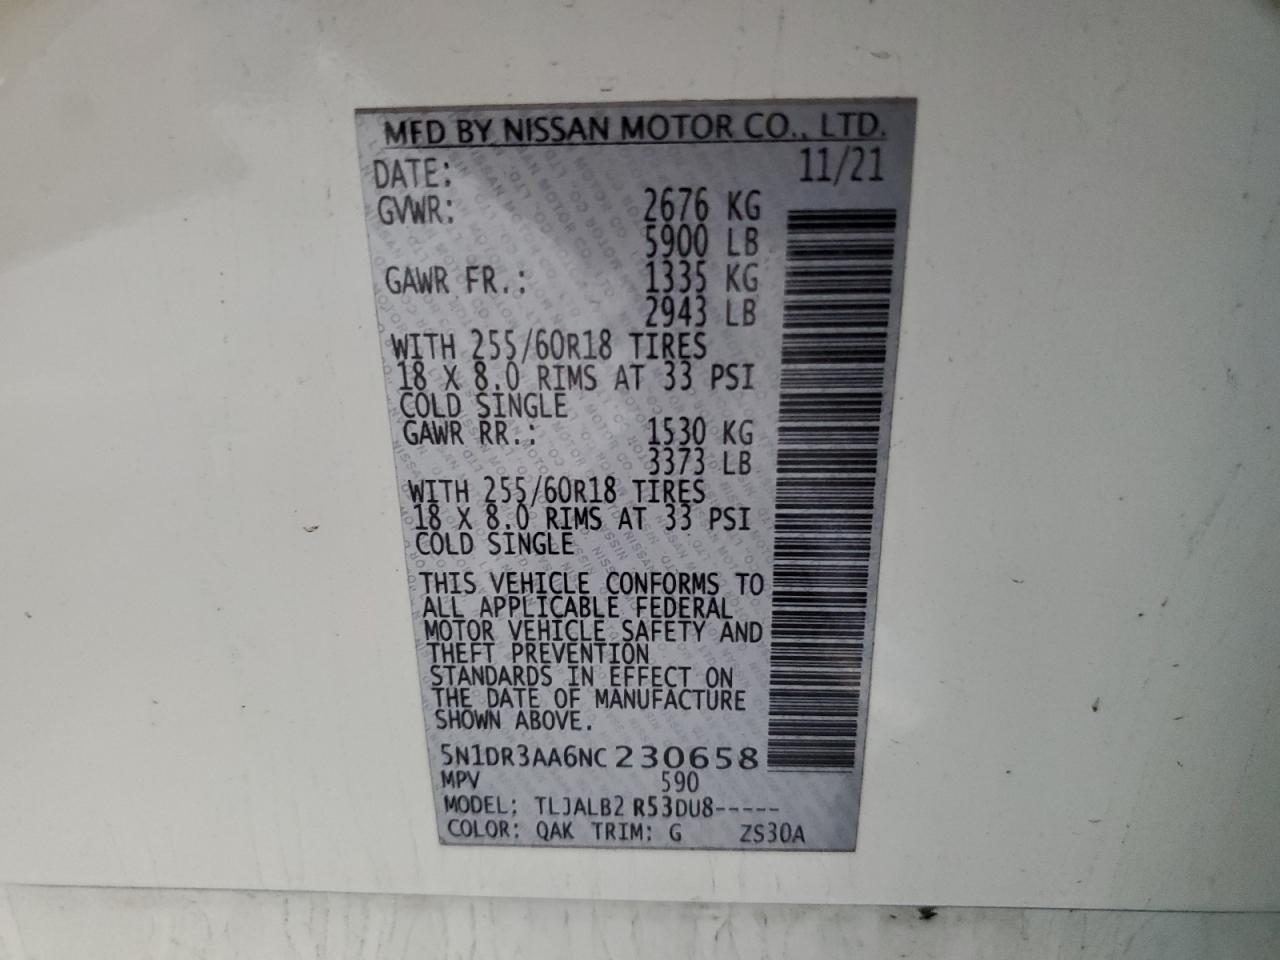 MFD BY NISSAN MOTOR CO., LTD.
DATE: 11/21
GVWR: 2676 KG
5900 LB
GAWR FR.: 1335 KG
2943 LB
WITH 255/60R18 TIRES
18 X 8.0 RIMS AT 33 PSI
COLD SINGLE
GAWR RR.: 1530 KG
3373 LB
WITH 255/60R18 TIRES
18 X 8.0 RIMS AT 33 PSI
COLD SINGLE
THIS VEHICLE CONFORMS TO
ALL APPLICABLE FEDERAL
MOTOR VEHICLE SAFETY AND
THEFT PREVENTION
STANDARDS IN EFFECT ON
THE DATE OF MANUFACTURE
SHOWN ABOVE.
5N1DR3AA6NC230658
MPV 590
MODEL: TLJALB2 R53DU8-----
COLOR: QAK TRIM: G ZS30A